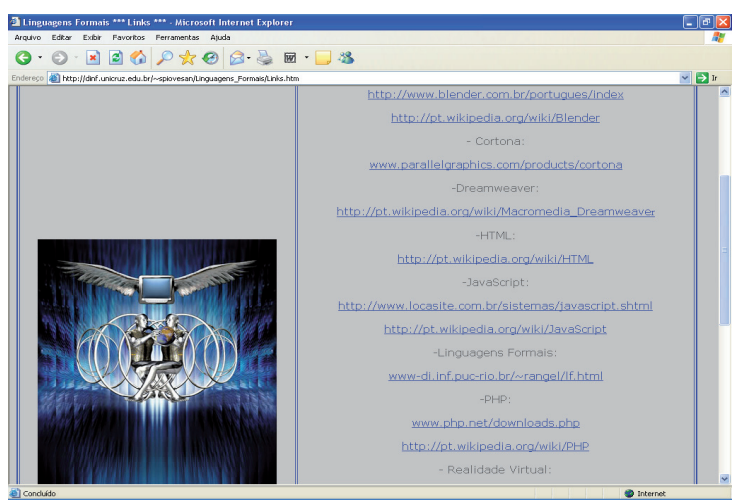 Linguagens Formais *** Links *** - Microsoft Internet Explorer
Arquivo Editar Exibir Favoritos Ferramentas Ajuda
Endereço http://dinf.unicruz.edu.br/~spiovesan/Linguagens_Formais/Links.htm Ir
http://www.blender.com.br/portugues/index
http://pt.wikipedia.org/wiki/Blender
- Cortona:
www.parallelgraphics.com/products/cortona
-Dreamweaver:
http://pt.wikipedia.org/wiki/Macromedia_Dreamweaver
-HTML:
http://pt.wikipedia.org/wiki/HTML
-JavaScript:
http://www.locasite.com.br/sistemas/javascript.shtml
http://pt.wikipedia.org/wiki/JavaScript
-Linguagens Formais:
www-di.inf.puc-rio.br/~rangel/lf.html
-PHP:
www.php.net/downloads.php
http://pt.wikipedia.org/wiki/PHP
- Realidade Virtual:
Concluído Internet